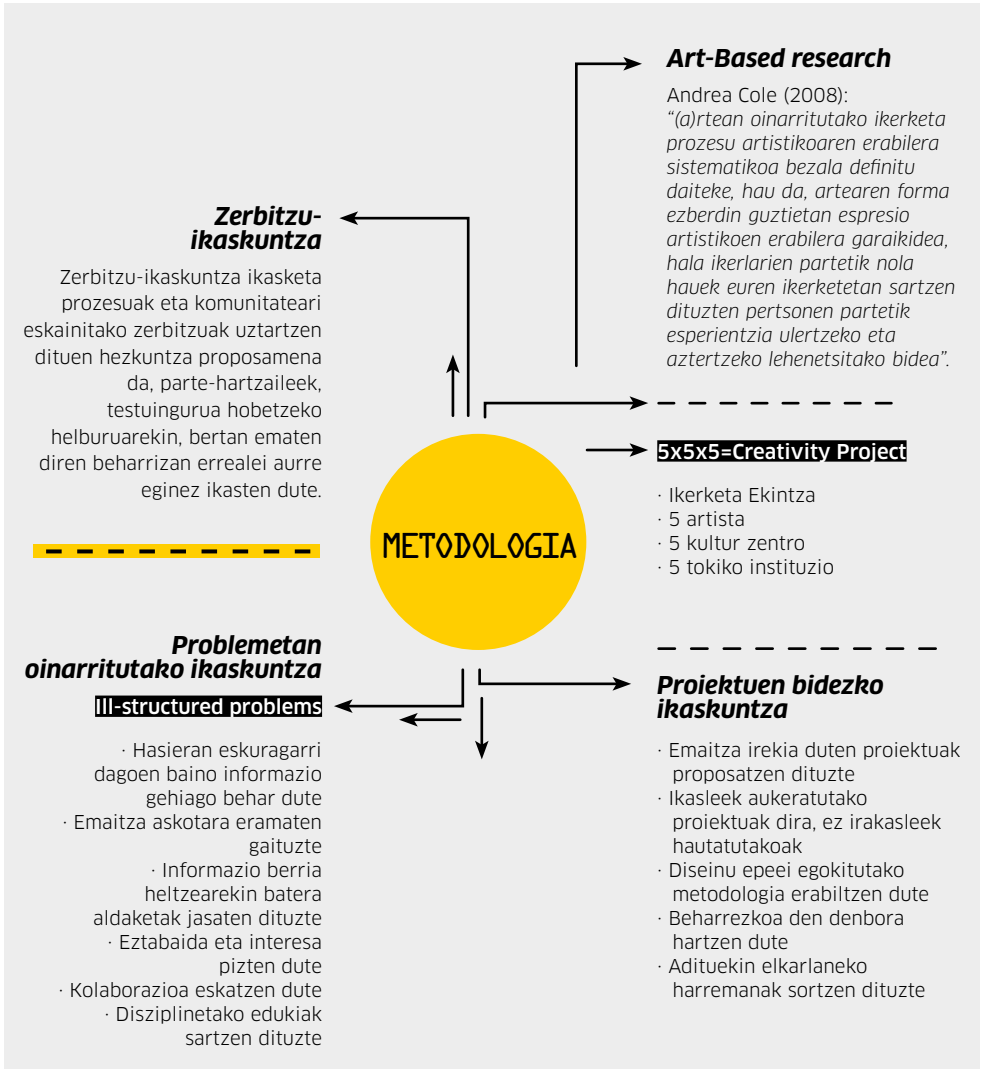 Art-Based research
Andrea Cole (2008):
“(a)rtean oinarritutako ikerketa
prozesu artistikoaren erabilera
sistematikoa bezala definitu
daiteke, hau da, artearen forma
ezberdin guztietan espresio
artistikoen erabilera garaikidea,
hala ikerlarien partetik nola
hauek euren ikerketetan sartzen
dituzten pertsonen partetik
esperientzia ulertzeko eta
aztertzeko lehenetsitako bidea”.
Zerbitzu-
ikaskuntza
Zerbitzu-ikaskuntza ikasketa
prozesuak eta komunitateari
eskainitako zerbitzuak uztartzen
dituen hezkuntza proposamena
da, parte-hartzaileek,
testuingurua hobetzeko
helburuarekin, bertan ematen
diren beharrizan errealei aurre
eginez ikasten dute.
5x5x5=Creativity Project
· Ikerketa Ekintza
· 5 artista
· 5 kultur zentro
· 5 tokiko instituzio
METODOLOGIA
Problemetan
oinarritutako ikaskuntza
Ill-structured problems
· Hasieran eskuragarri
dagoen baino informazio
gehiago behar dute
· Emaitza askotara eramaten
gaituzte
· Informazio berria
heltzearekin batera
aldaketak jasaten dituzte
· Eztabaida eta interesa
pizten dute
· Kolaborazioa eskatzen dute
· Disziplinetako edukiak
sartzen dituzte
Proiektuen bidezko
ikaskuntza
· Emaitza irekia duten proiektuak
proposatzen dituzte
· Ikasleek aukeratutako
proiektuak dira, ez irakasleek
hautatutakoak
· Diseinu epeei egokitutako
metodologia erabiltzen dute
· Beharrezkoa den denbora
hartzen dute
· Adituekin elkarlaneko
harremanak sortzen dituzte